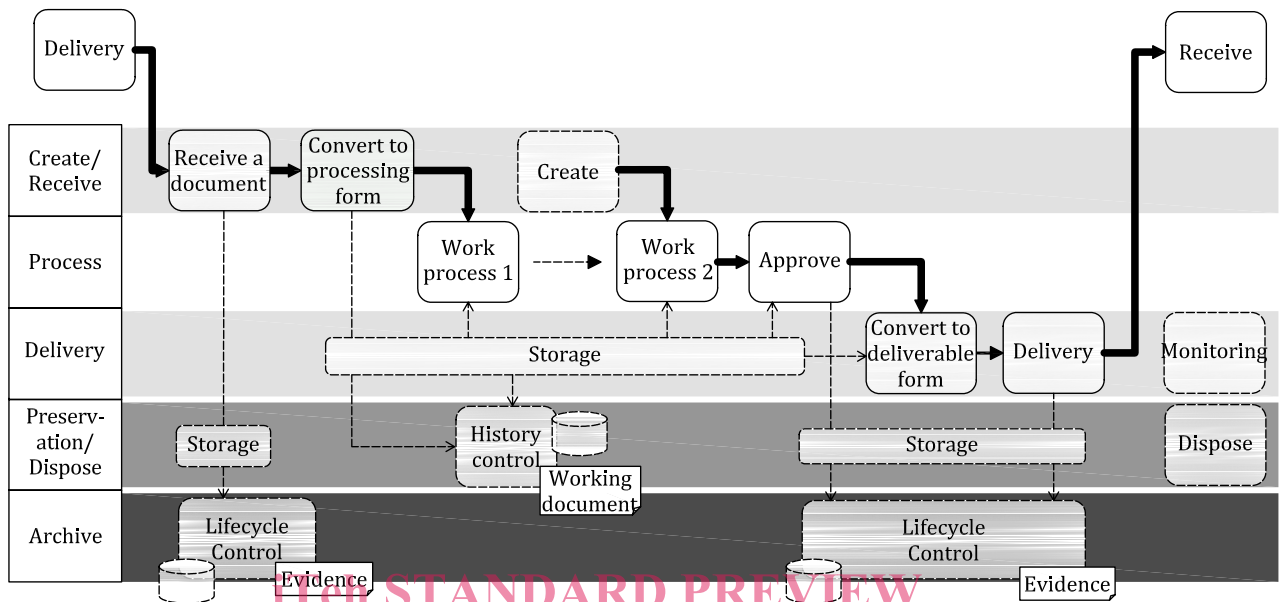 Delivery
Receive
Create/
Receive
Receive a
document
Convert to
processing
form
Create
Process
Work
process 1
Work
process 2
Approve
Delivery
Storage
Convert to
deliverable
form
Delivery
Monitoring
Preserv-
ation/
Dispose
Storage
History
control
Working
document
Storage
Dispose
Archive
Lifecycle
Control
Evidence
Lifecycle
Control
Evidence
iTeh STANDARD PREVIEW